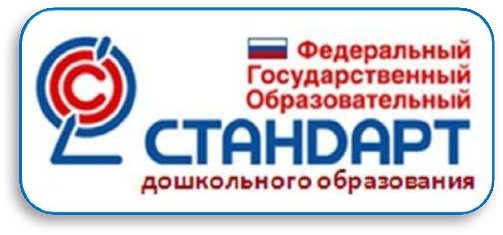 Федеральный
Государственный
Образовательный
СТАНДАРТ
дошкольного образования